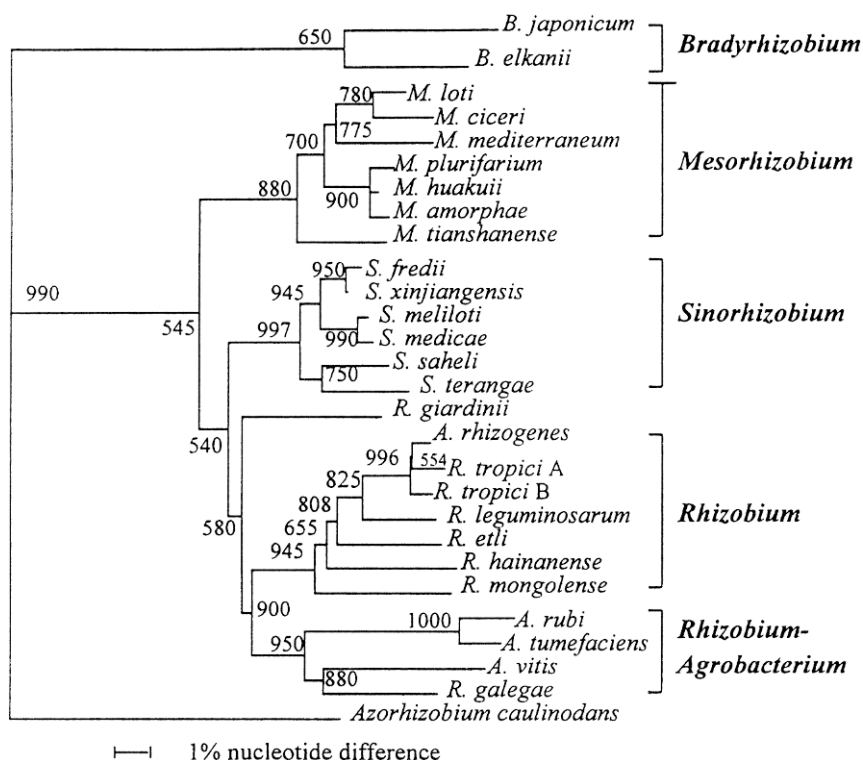 B. japonicum
650
Bradyrhizobium
B. elkanii
780 M. loti
M. ciceri
775
700 M. mediterraneum
M. plurifarium
Mesorhizobium
880 900 M. huakuii
M. amorphae
M. tianshanense
950 S. fredii
990 945 S. xinjiangensis
S. meliloti
Sinorhizobium
545 997 990 S. medicae
S. saheli
750
S. terangae
R. giardinii
540 A. rhizogenes
996 554 R. tropici A
825
R. tropici B
808 R. leguminosarum
Rhizobium
580 655 R. etli
945 R. hainanense
R. mongolense
900
1000 A. rubi
Rhizobium-
950 A. tumefaciens
Agrobacterium
A. vitis
880
R. galegae
Azorhizobium caulinodans
1% nucleotide difference